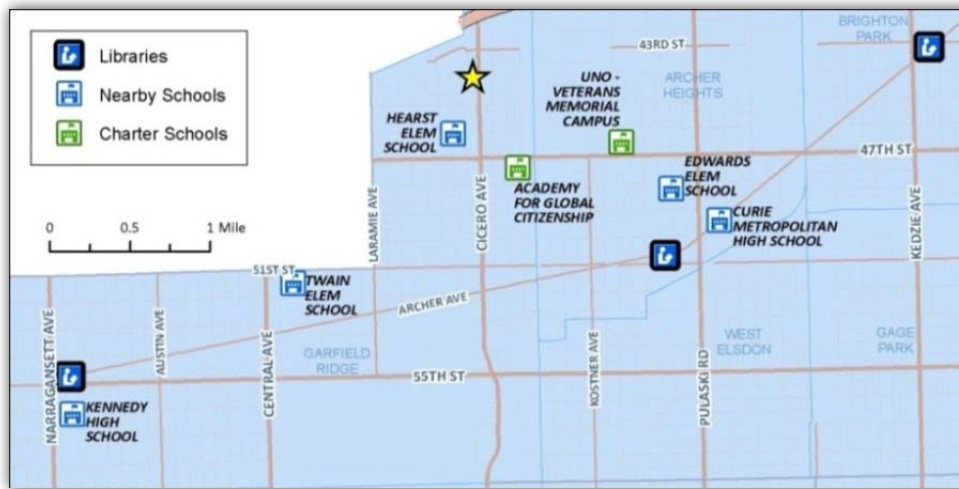 Libraries
Nearby Schools
Charter Schools
0 0.5 1 Mile
BRIGHTON
PARK
43RD ST
UNO -
VETERANS
MEMORIAL
CAMPUS
ARCHER
HEIGHTS
HEARST
ELEM
SCHOOL
47TH ST
EDWARDS
ELEM
SCHOOL
ACADEMY
FOR GLOBAL
CITIZENSHIP
LARAMIE AVE
CICERO AVE
CURIE
METROPOLITAN
HIGH SCHOOL
KEDZIE AVE
51ST ST
TWAIN
ELEM
SCHOOL
ARCHER AVE
NARRAGANSETT AVE
AUSTIN AVE
CENTRAL AVE
GARFIELD
RIDGE
55TH ST
KOSTNER AVE
PULASKI RD
WEST
ELSDON
GAGE
PARK
KENNEDY
HIGH
SCHOOL